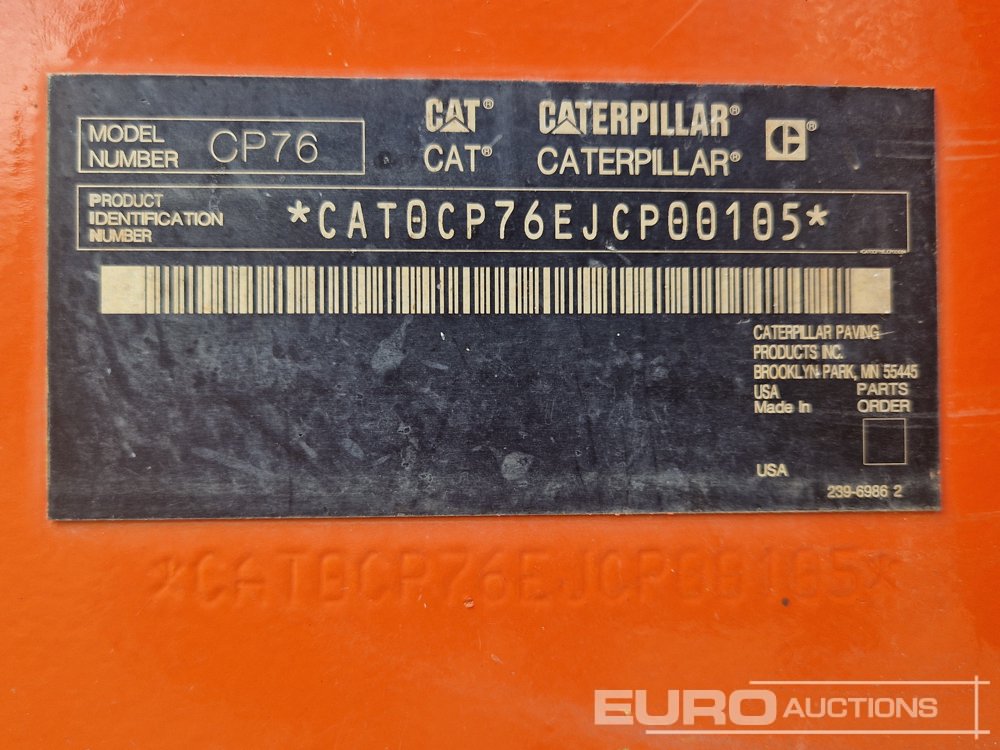 MODEL NUMBER CP76
CAT® CATERPILLAR® ®
CAT® CATERPILLAR®
PRODUCT
IDENTIFICATION
NUMBER
*CAT0CP76EJCP00105*
CATERPILLAR PAVING
PRODUCTS INC.
BROOKLYN PARK, MN 55445
USA PARTS
Made In ORDER
USA
239-6986 2
*CAT0CP76EJCP00105*
EURO AUCTIONS